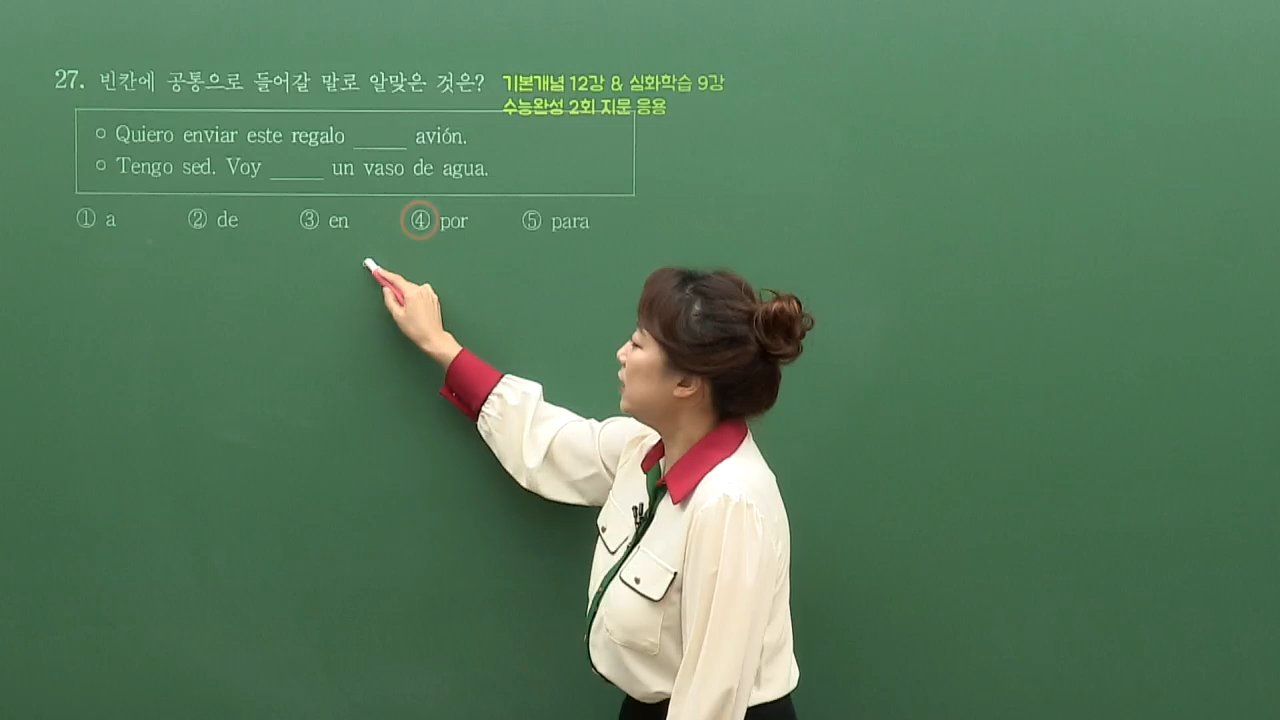 27. 빈칸에 공통으로 들어갈 말로 알맞은 것은? 기본개념 12강 & 심화학습 9강
수능완성 2회 지문 응용
○ Quiero enviar este regalo _____ avión.
○ Tengo sed. Voy _____ un vaso de agua.
① a ② de ③ en ④ por ⑤ para